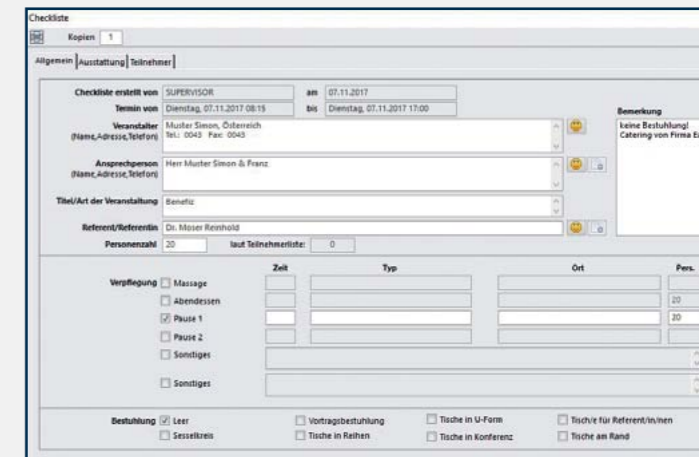 Checkliste
Kopien 1
Allgemein Ausstattung Teilnehmer
Checkliste erstellt von SUPERVISOR am 07.11.2017
Termin von Dienstag, 07.11.2017 08:15 bis Dienstag, 07.11.2017 17:00
Bemerkung
Veranstalter Muster Simon, Österreich
(Name,Adresse,Telefon) Tel.: 0043 Fax: 0043
keine Bestuhlung!
Catering von Firma
Ansprechperson Herr Muster Simon & Franz
(Name,Adresse,Telefon)
Titel/Art der Veranstaltung Benefiz
Referent/Referentin Dr. Moser Reinhold
Personenzahl 20 laut Teilnehmerliste: 0
Zeit Typ Ort Pers.
Verpflegung Massage
Abendessen 20
Pause 1 20
Pause 2
Sonstiges
Sonstiges
Bestuhlung Leer Vortragsbestuhlung Tische in U-Form Tisch/e für Referent/in/nen
Sesselkreis Tische in Reihen Tische in Konferenz Tische am Rand